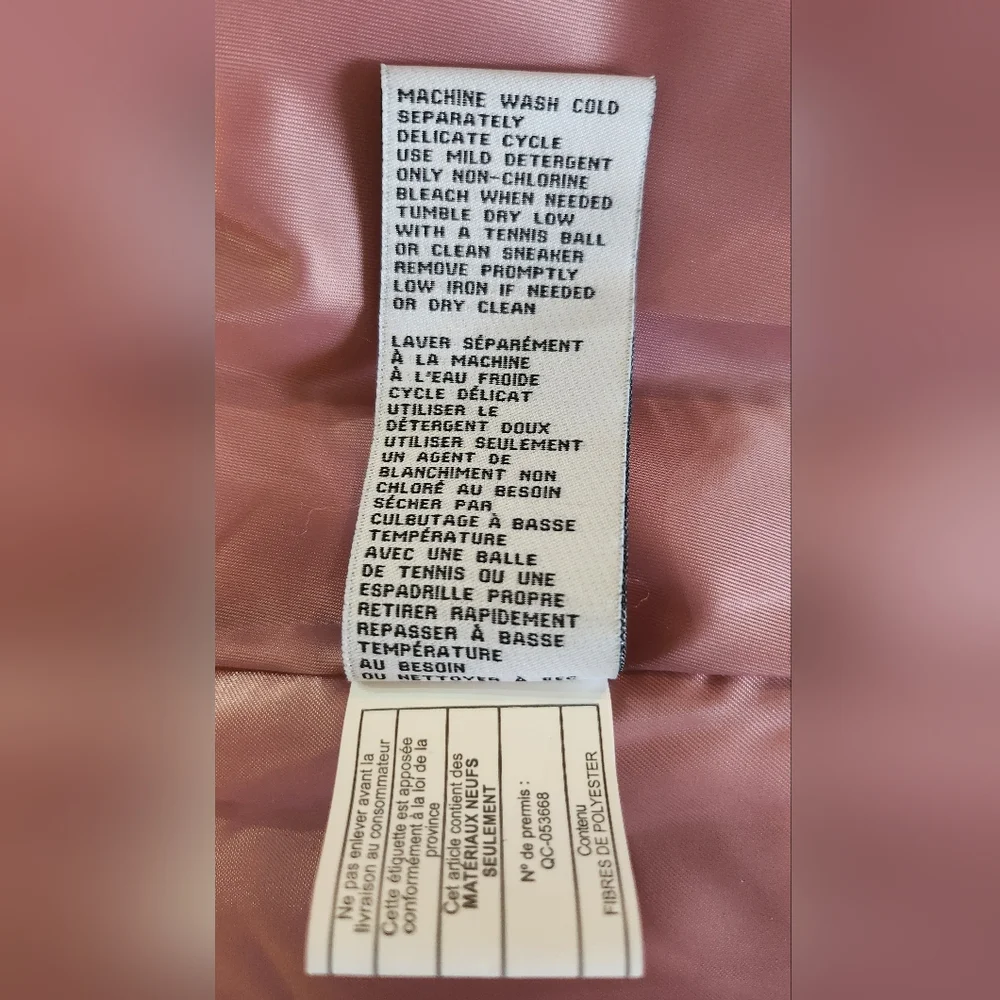 MACHINE WASH COLD
SEPARATELY
DELICATE CYCLE
USE MILD DETERGENT
ONLY NON-CHLORINE
BLEACH WHEN NEEDED
TUMBLE DRY LOW
WITH A TENNIS BALL
OR CLEAN SNEAKER
REMOVE PROMPTLY
LOW IRON IF NEEDED
OR DRY CLEAN
LAVER SÉPARÉMENT
À LA MACHINE
À L'EAU FROIDE
CYCLE DÉLICAT
UTILISER LE
DÉTERGENT DOUX
UTILISER SEULEMENT
UN AGENT DE
BLANCHIMENT NON
CHLORÉ AU BESOIN
SÉCHER PAR
CULBUTAGE À BASSE
TEMPÉRATURE
AVEC UNE BALLE
DE TENNIS OU UNE
ESPADRILLE PROPRE
RETIRER RAPIDEMENT
REPASSER À BASSE
TEMPÉRATURE
AU BESOIN
OU NETTOYER À SEC
Ne pas enlever avant la
livraison au consommateur
Cette étiquette est apposée
conformément à la loi de la
province
Cet article contient des
MATÉRIAUX NEUFS
SEULEMENT
Nº de premis :
QC-053668
Contenu
FIBRES DE POLYESTER